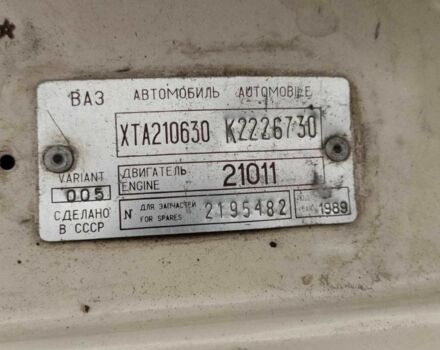 ВАЗ АВТОМОБИЛЬ AUTOMOBILE
XTA210630 K2226730
VARIANT ДВИГАТЕЛЬ 21011
005 ENGINE
СДЕЛАНО N ДЛЯ ЗАПЧАСТЕЙ 2195482 1989
В СССР FOR SPARES